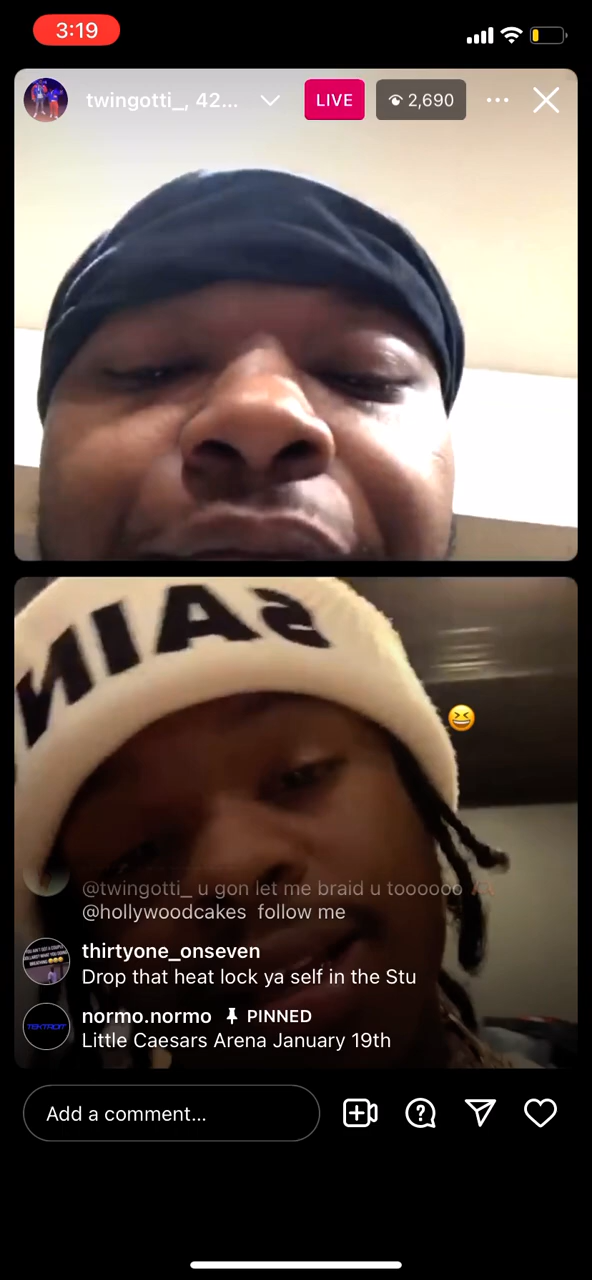 3:19
twingotti_, 42...
LIVE
2,690
SAIN
@twingotti_ u gon let me braid u toooooo
@hollywoodcakes follow me
thirtyone_onseven
Drop that heat lock ya self in the Stu
normo.normo PINNED
Little Caesars Arena January 19th
Add a comment...